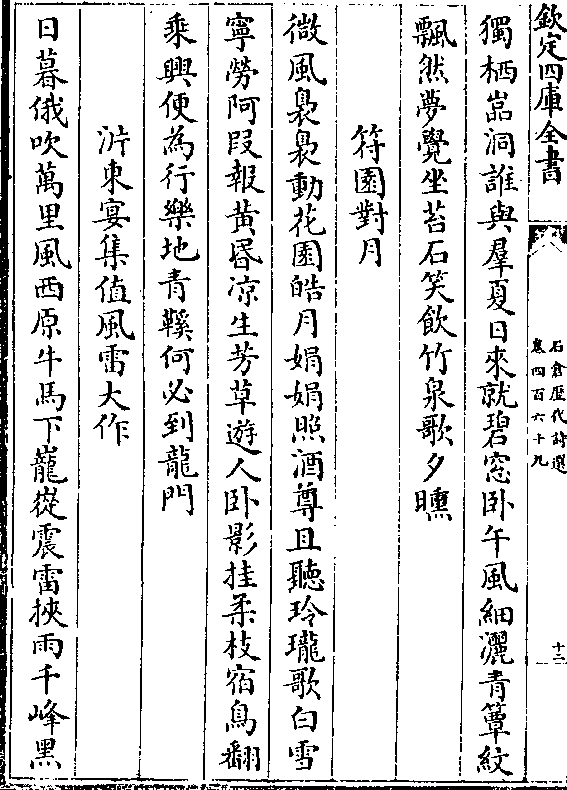 欽定四庫全書
石倉歷代詩選
卷四百六十九
十二
獨栖嵓洞誰與羣夏日來就碧窓卧午風細灑青簟紋
飄然夢覺坐苔石笑飲竹泉歌夕曛
符園對月
微風裊裊動花園皓月娟娟照酒尊且聽玲瓏歌白雪
寧勞阿段報黄昏凉生芳草遊人卧影挂柔枝宿鳥翻
乘興便為行樂地青鞵何必到龍門
泝東宴集值風雷大作
日暮俄吹萬里風西原牛馬下巃嵸震雷挾雨千峰黑